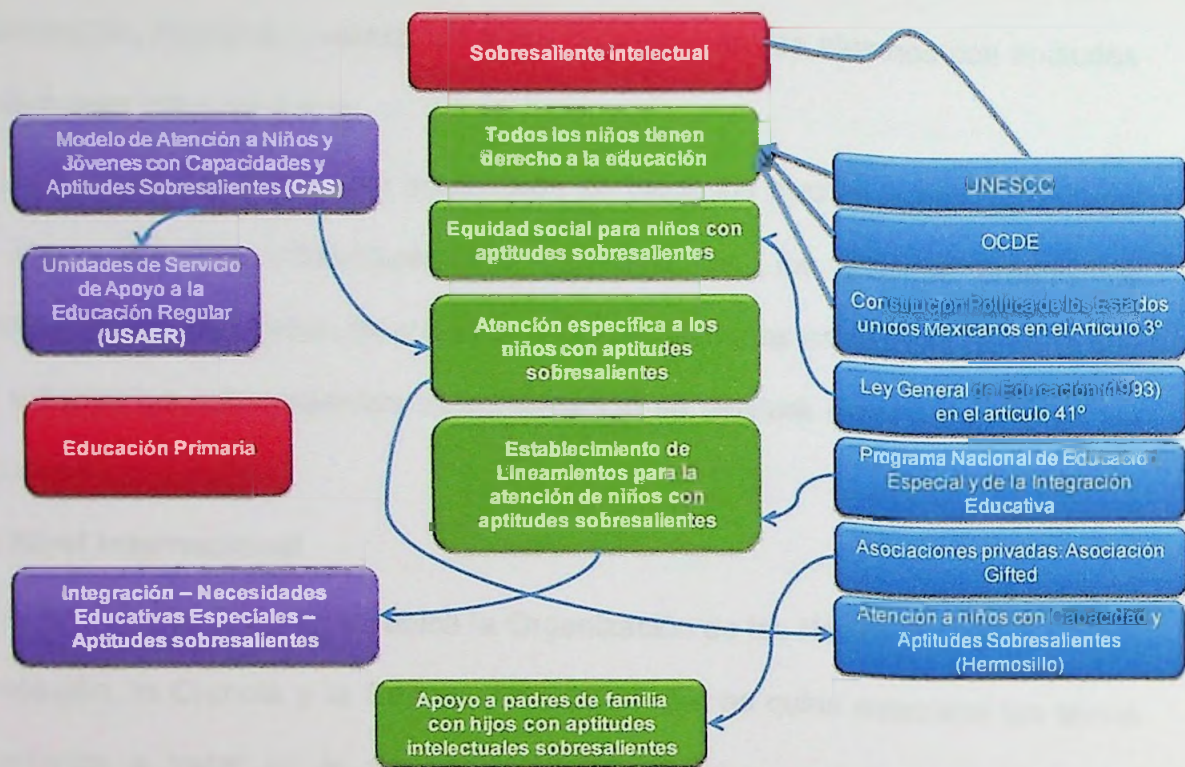 Sobresaliente intelectual
Todos los niños tienen
derecho a la educación
Equidad social para niños con
aptitudes sobresalientes
Atención específica a los
niños con aptitudes
sobresalientes
Establecimiento de
Lineamientos para la
atención de niños con
aptitudes sobresalientes
Apoyo a padres de familia
con hijos con aptitudes
intelectuales sobresalientes
Modelo de Atención a Niños y
Jóvenes con Capacidades y
Aptitudes Sobresalientes (CAS)
Unidades de Servicio
de Apoyo a la
Educación Regular
(USAER)
Educación Primaria
Integración – Necesidades
Educativas Especiales –
Aptitudes sobresalientes
UNESCO
OCDE
Constitución Política de los Estados
unidos Mexicanos en el Artículo 3º
Ley General de Educación (1993)
en el artículo 41º
Programa Nacional de Educació
Especial y de la Integración
Educativa
Asociaciones privadas: Asociación
Gifted
Atención a niños con Capacidad y
Aptitudes Sobresalientes
(Hermosillo)